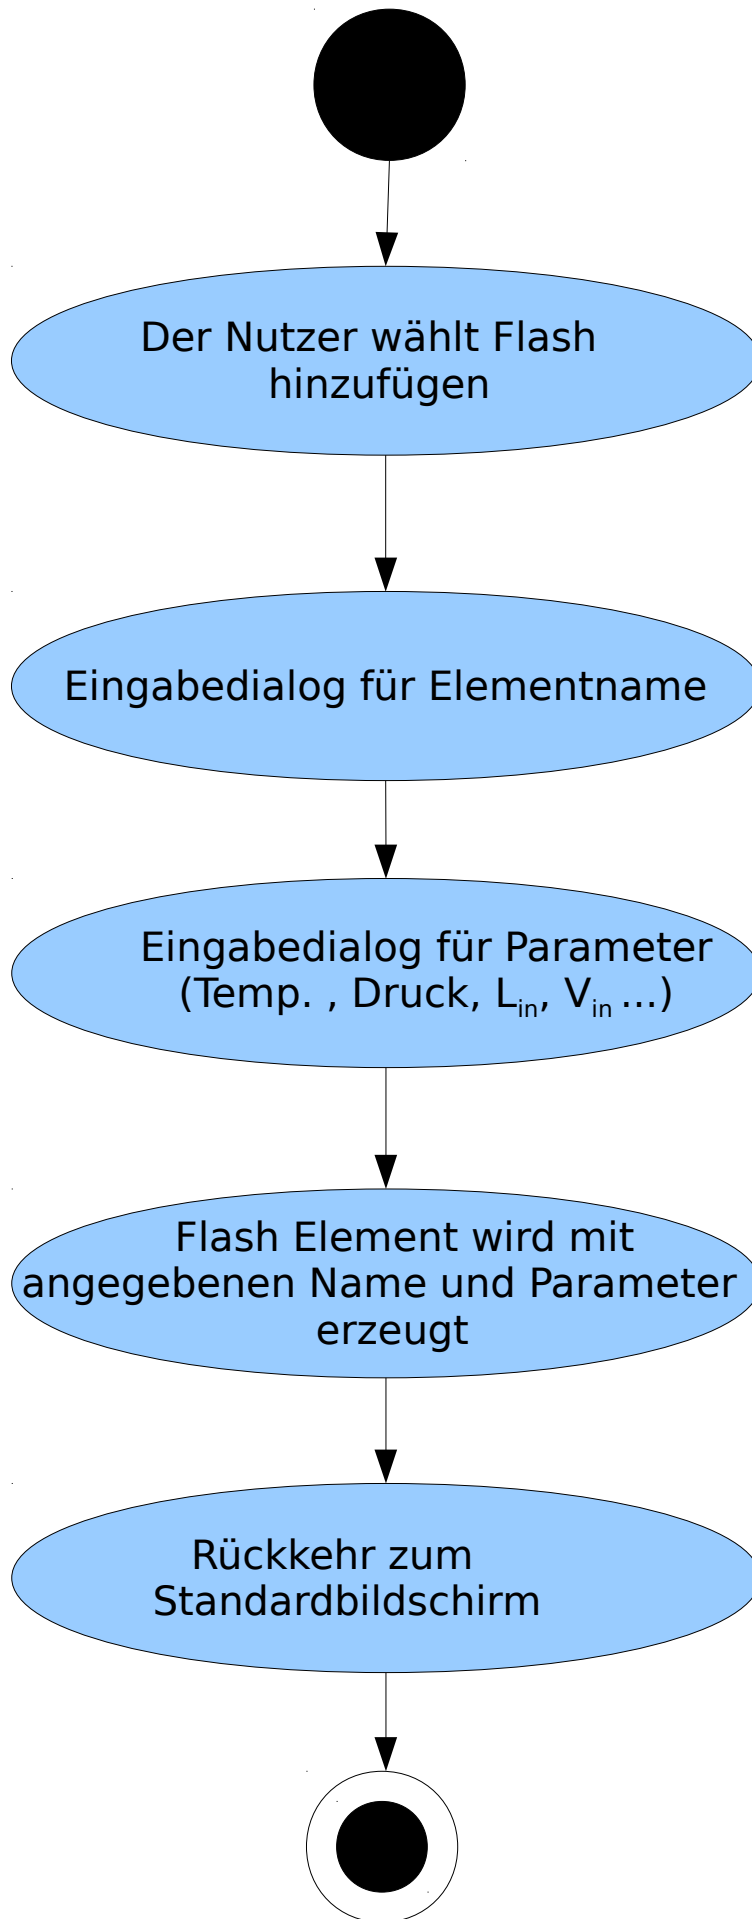 Der Nutzer wählt Flash
hinzufügen
Eingabedialog für Elementname
Eingabedialog für Parameter
(Temp. , Druck, Lin, Vin ...)
Flash Element wird mit
angegebenen Name und Parameter
erzeugt
Rückkehr zum
Standardbildschirm